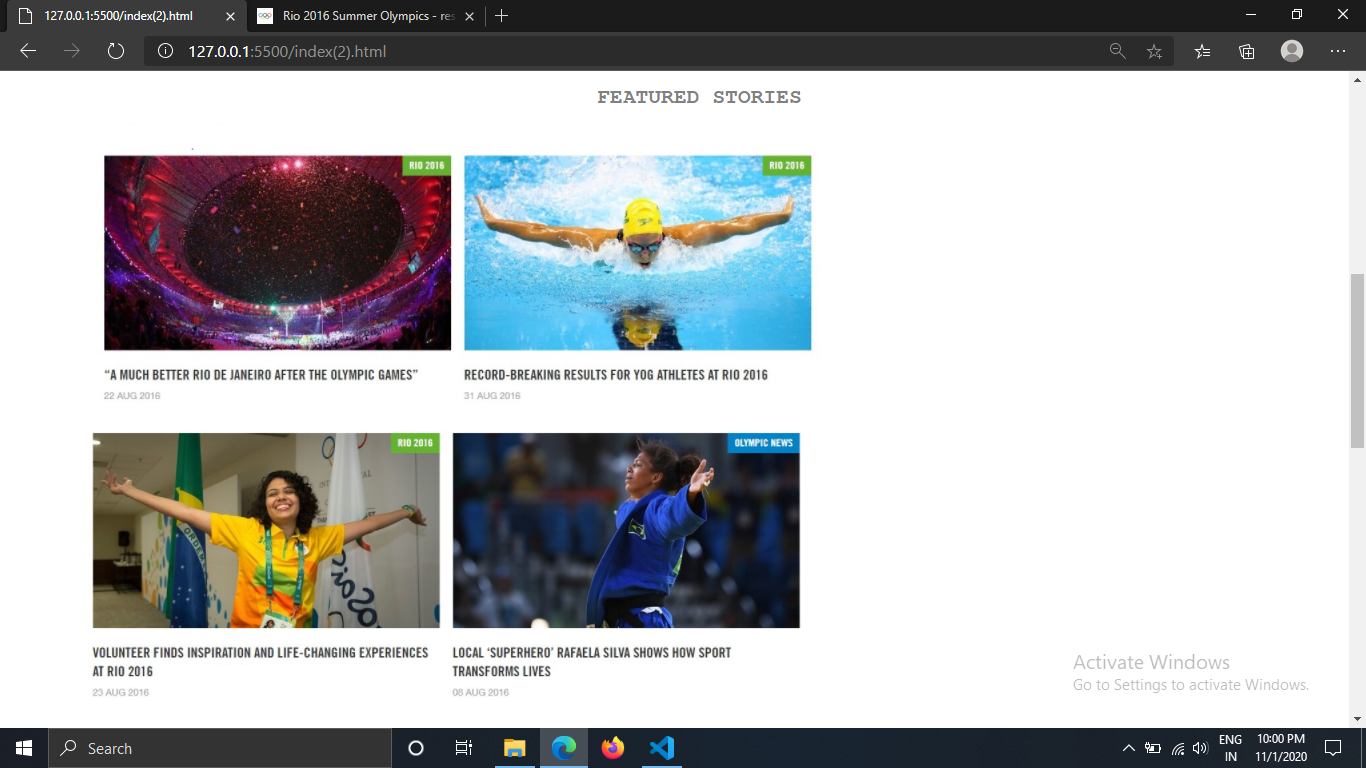 127.0.0.1:5500/index(2).html
Rio 2016 Summer Olympics - res
127.0.0.1:5500/index(2).html
FEATURED STORIES
RIO 2016
RIO 2016
“A MUCH BETTER RIO DE JANEIRO AFTER THE OLYMPIC GAMES”
22 AUG 2016
RECORD-BREAKING RESULTS FOR YOG ATHLETES AT RIO 2016
31 AUG 2016
RIO 2016
OLYMPIC NEWS
VOLUNTEER FINDS INSPIRATION AND LIFE-CHANGING EXPERIENCES
AT RIO 2016
23 AUG 2016
LOCAL ‘SUPERHERO’ RAFAELA SILVA SHOWS HOW SPORT
TRANSFORMS LIVES
08 AUG 2016
Activate Windows
Go to Settings to activate Windows.
Search
ENG
IN
10:00 PM
11/1/2020